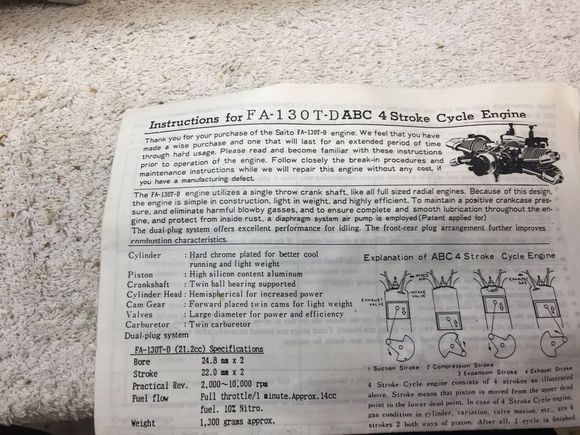 Instructions for FA-130T-D ABC 4 Stroke Cycle Engine
Thank you for your purchase of the Saito FA-130T-D engine. We feel that you have
made a wise purchase and one that will last for an extended period of time
through hard usage. Please read and become familiar with these instructions
prior to operation of the engine. Follow closely the break-in procedures and
maintenance instructions while we will repair this engine without any cost, if
you have a manufacturing defect.
The FA-130T-D engine utilizes a single throw crank shaft, like all full sized radial engines. Because of this design,
the engine is simple in construction, light in weight, and highly efficient. To maintain a positive crankcase pres-
sure, and eliminate harmful blowby gasses, and to ensure complete and smooth lubrication throughout the en-
gine, and protect from inside rust, a diaphragm system air pump is employed (Patent applied for)
The dual-plug system offers excellent performance for idling. The front-rear plug arrangement further improves
combustion characteristics.
Cylinder : Hard chrome plated for better cool
running and light weight
Piston : High silicon content aluminum
Crankshaft : Twin ball bearing supported
Cylinder Head : Hemispherical for increased power
Cam Gear : Forward placed twin cams for light weight
Valves : Large diameter for power and efficiency
Carburetor : Twin carburetor
Dual-plug system
FA-130T-D (21.2cc) Specifications
Bore 24.8 mm x 2
Stroke 22.0 mm x 2
Practical Rev. 2,000~10,000 rpm
Fuel flow Full throttle/1 minute. Approx. 14cc
fuel. 10% Nitro.
Weight 1,300 grams approx.
Explanation of ABC 4 Stroke Cycle Engine
MIXED
EXHAUST
VALVE
INTAKE
VALVE
1 Suction Stroke 2 Compression Stroke
3 Expansion Stroke 4 Exhaust Stroke
4 Stroke Cycle engine consists of 4 strokes as illustrated
above. Stroke means that piston is moved from the upper dead
point to the lower dead point. In case of 4 Stroke Cycle engine,
gas condition in cylinder, variation, valve motion, etc., are 4
strokes 2 both ways of piston. After all, 1 cycle is finished